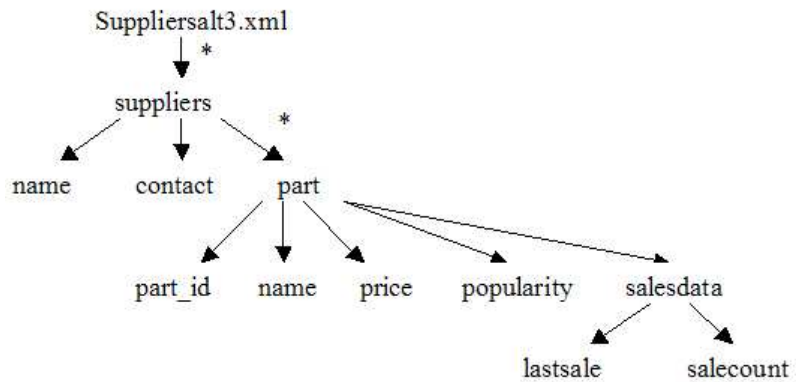 Suppliersalt3.xml
*
suppliers
*
name contact part
part_id name price popularity salesdata
lastsale salecount